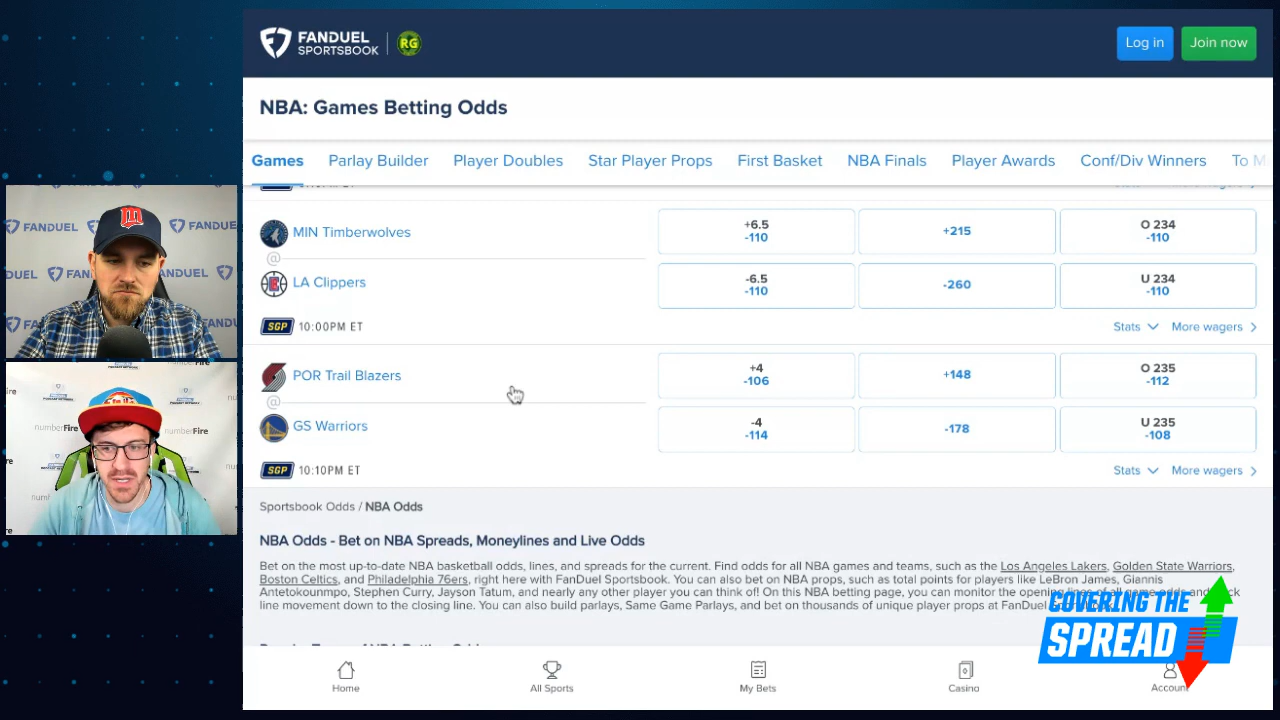 FANDUEL
SPORTSBOOK
RG
Log in
Join now
NBA: Games Betting Odds
Games
Parlay Builder
Player Doubles
Star Player Props
First Basket
NBA Finals
Player Awards
Conf/Div Winners
To M
MIN Timberwolves
+6.5
-110
+215
O 234
-110
@
LA Clippers
-6.5
-110
-260
U 234
-110
SGP 10:00PM ET
Stats
More wagers
POR Trail Blazers
+4
-106
+148
O 235
-112
@
GS Warriors
-4
-114
-178
U 235
-108
SGP 10:10PM ET
Stats
More wagers
Sportsbook Odds / NBA Odds
NBA Odds - Bet on NBA Spreads, Moneylines and Live Odds
Bet on the most up-to-date NBA basketball odds, lines, and spreads for the current. Find odds for all NBA games and teams, such as the Los Angeles Lakers, Golden State Warriors,
Boston Celtics, and Philadelphia 76ers, right here with FanDuel Sportsbook. You can also bet on NBA props, such as total points for players like LeBron James, Giannis
Antetokounmpo, Stephen Curry, Jayson Tatum, and nearly any other player you can think of! On this NBA betting page, you can monitor the opening lines of all game odds and
line movement down to the closing line. You can also build parlays, Same Game Parlays, and bet on thousands of unique player props at
COVERING THE
SPREAD
Home
All Sports
My Bets
Casino
Account
FANDUEL
FANDUEL
FANDUEL
numberFire
numberFire